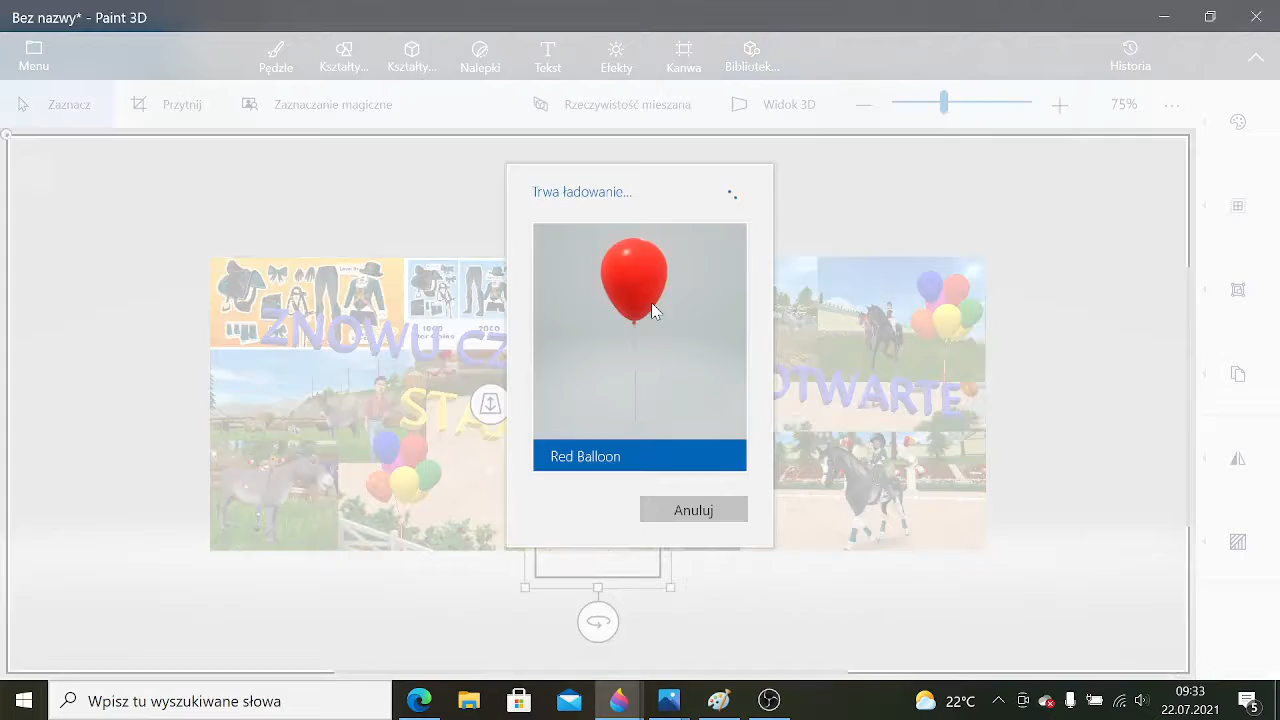 Bez nazwy* - Paint 3D
Menu
Pędzle
Kształty...
Kształty...
Nalepki
Tekst
Efekty
Kanwa
Bibliotek...
Historia
Zaznacz
Przytnij
Zaznaczanie magiczne
Rzeczywistość mieszana
Widok 3D
75%
Trwa ładowanie...
ZNOWU CZ
STA
OTWARTE
Red Balloon
Anuluj
Wpisz tu wyszukiwane słowa
22°C
09:33
22.07.2021
5